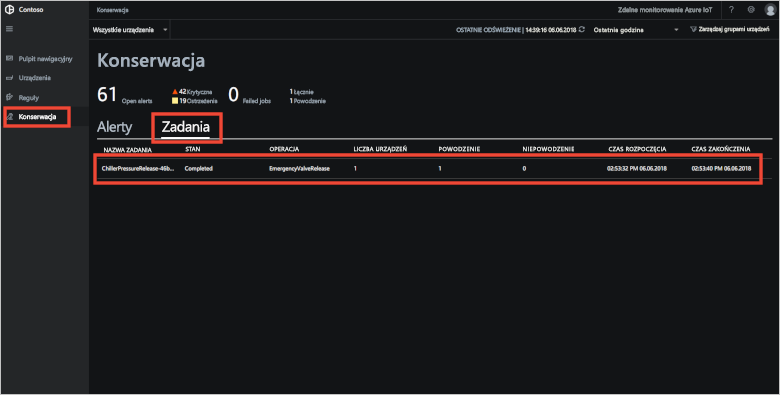 Contoso
Konserwacja
Zdalne monitorowanie Azure IoT
?
Wszystkie urządzenia
OSTATNIE ODŚWIEŻENIE | 14:39:16 06.06.2018
Ostatnia godzina
Zarządzaj grupami urządzeń
Pulpit nawigacyjny
Urządzenia
Reguły
Konserwacja
Konserwacja
61 Open alerts
42 Krytyczne
19 Ostrzeżenia
0 Failed jobs
1 Łącznie
1 Powodzenie
Alerty Zadania
NAZWA ZADANIA STAN OPERACJA LICZBA URZĄDZEŃ POWODZENIE NIEPOWODZENIE CZAS ROZPOCZĘCIA CZAS ZAKOŃCZENIA
ChillerPressureRelease-46b... Completed EmergencyValveRelease 1 1 0 02:53:32 PM 06.06.2018 02:53:40 PM 06.06.2018